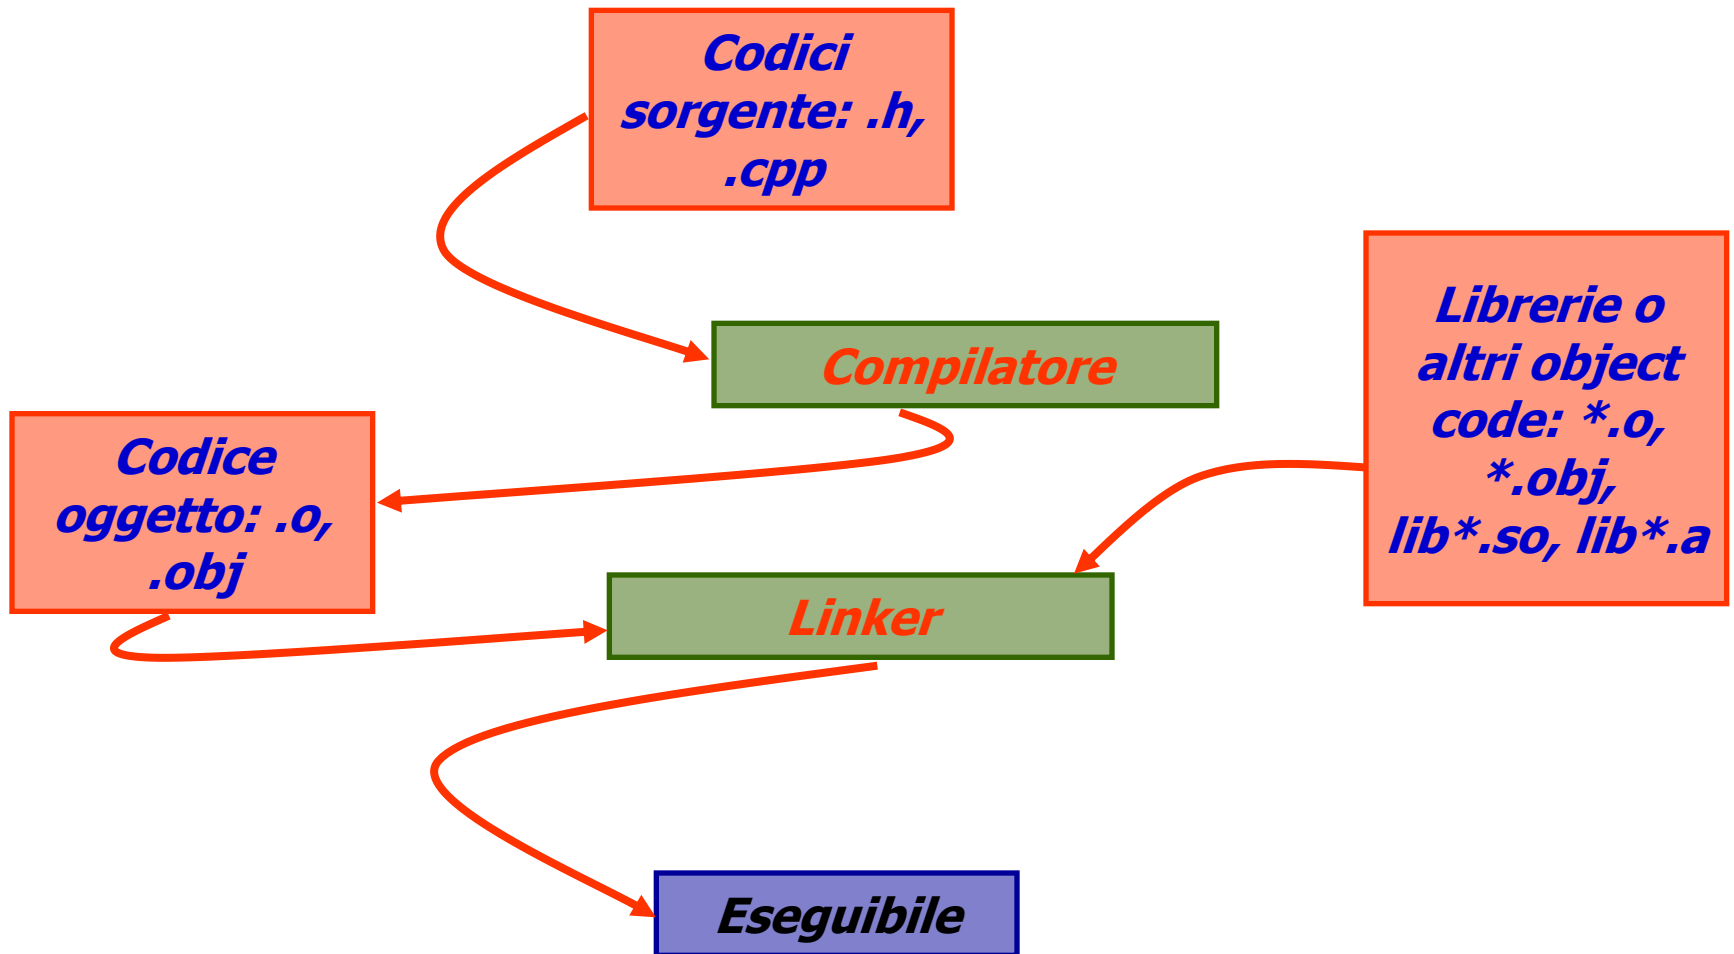 Codici
sorgente: .h,
.cpp
Compilatore
Librerie o
altri object
code: *.o,
*.obj,
lib*.so, lib*.a
Codice
oggetto: .o,
.obj
Linker
Eseguibile